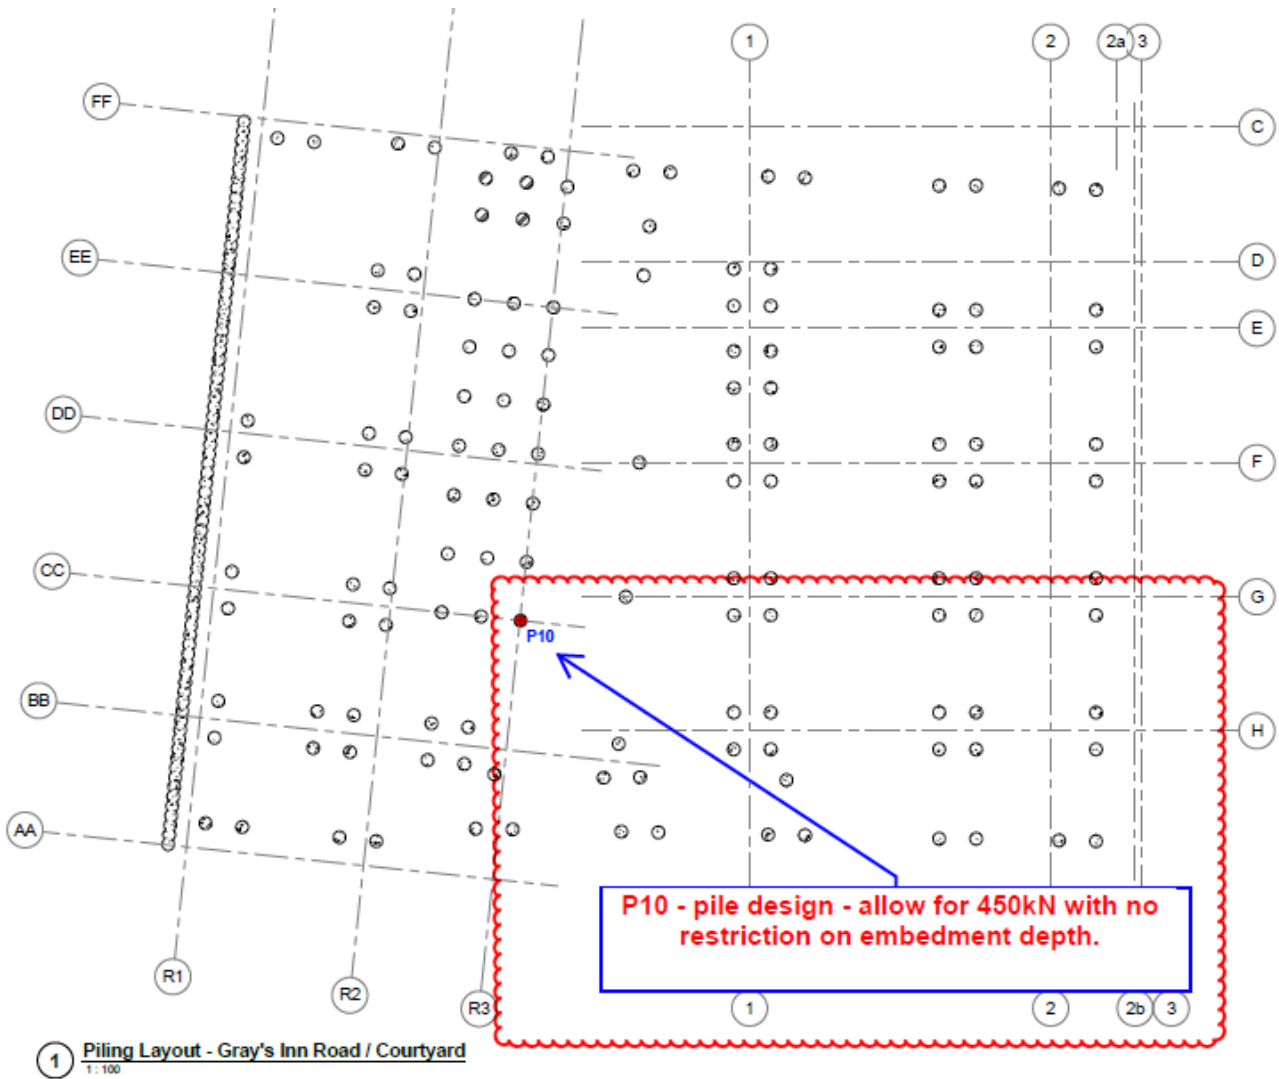 1
2
2a
3
FF
C
EE
D
E
DD
F
CC
G
P10
BB
H
AA
P10 - pile design - allow for 450kN with no
restriction on embedment depth.
R1
R2
R3
1
2
2b
3
1
Piling Layout - Gray's Inn Road / Courtyard
1 : 100